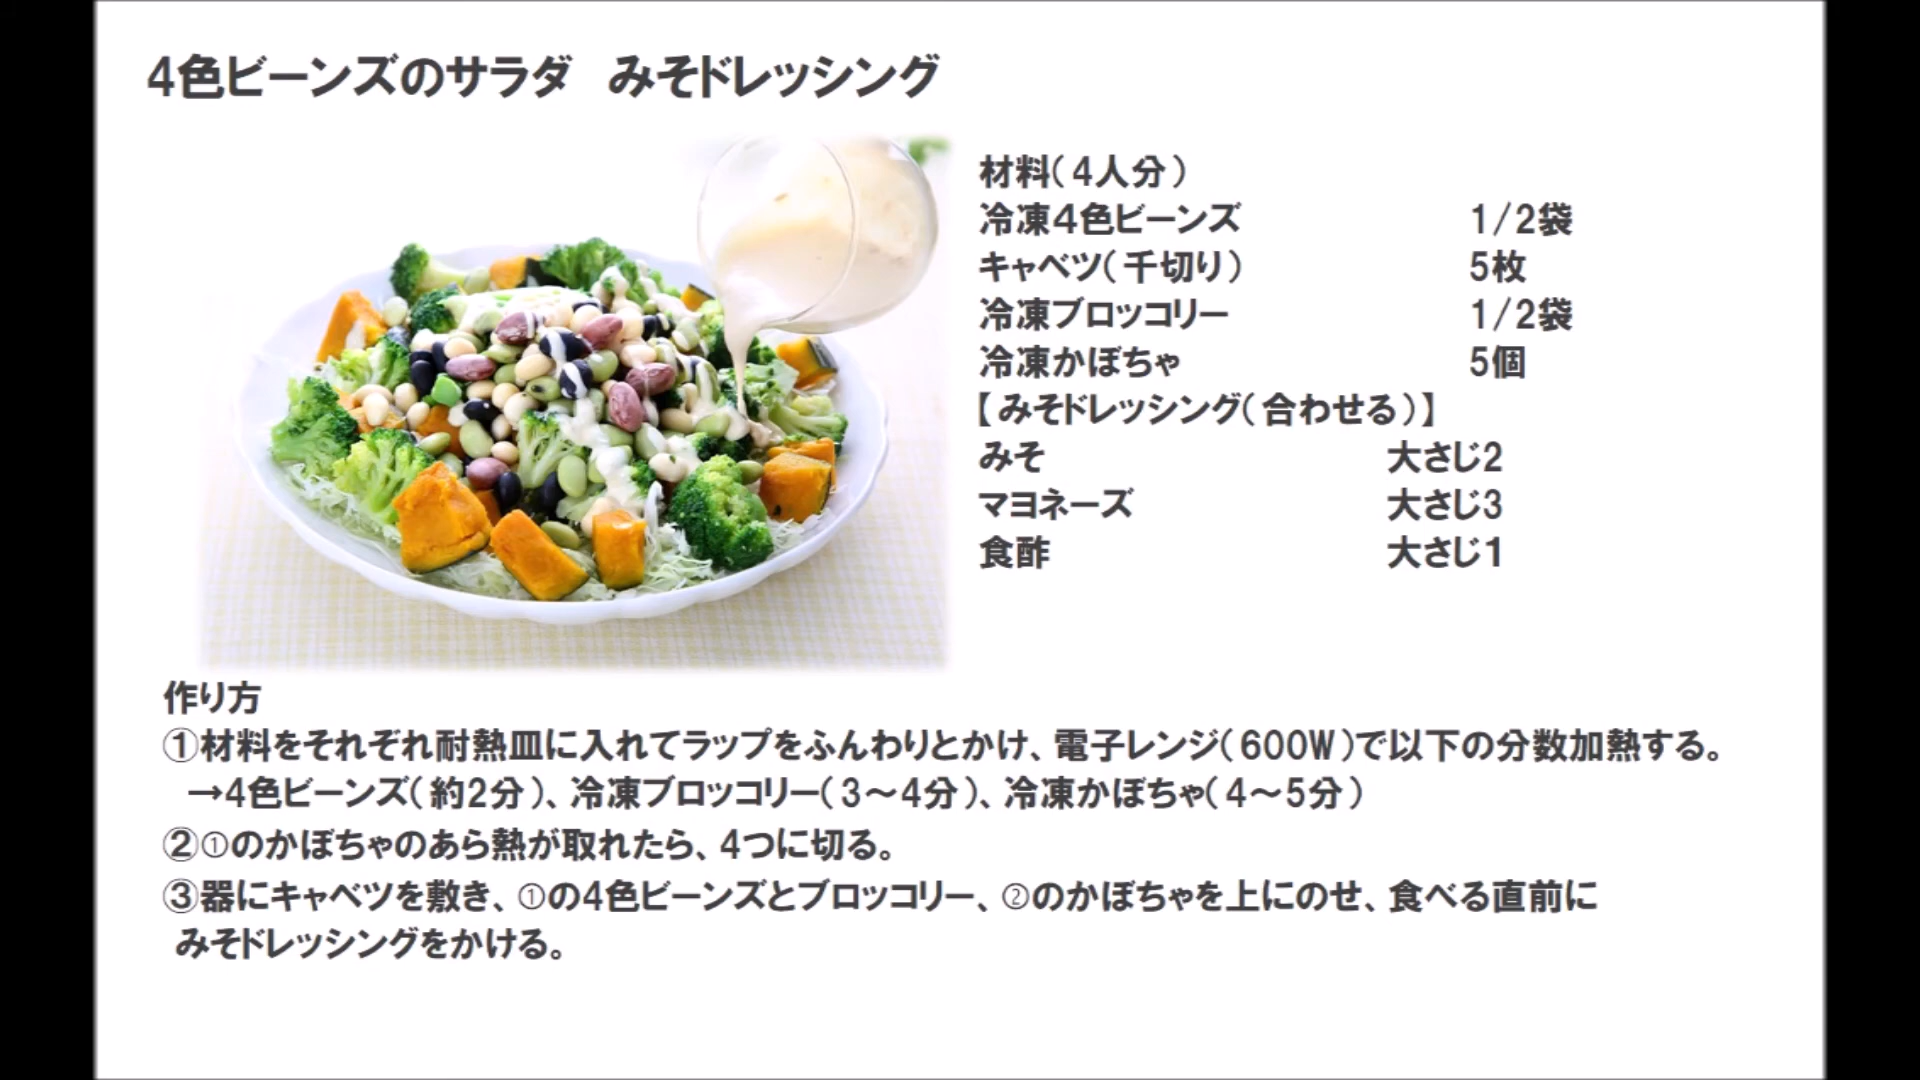 4色ビーンズのサラダ　みそドレッシング
材料(4人分)
冷凍4色ビーンズ　1/2袋
キャベツ(千切り)　5枚
冷凍ブロッコリー　1/2袋
冷凍かぼちゃ　5個
【みそドレッシング(合わせる)】
みそ　大さじ2
マヨネーズ　大さじ3
食酢　大さじ1
作り方
①材料をそれぞれ耐熱皿に入れてラップをふんわりとかけ、電子レンジ(600W)で以下の分数加熱する。
→4色ビーンズ(約2分)、冷凍ブロッコリー(3～4分)、冷凍かぼちゃ(4～5分)
②①のかぼちゃのあら熱が取れたら、4つに切る。
③器にキャベツを敷き、①の4色ビーンズとブロッコリー、②のかぼちゃを上にのせ、食べる直前に
みそドレッシングをかける。